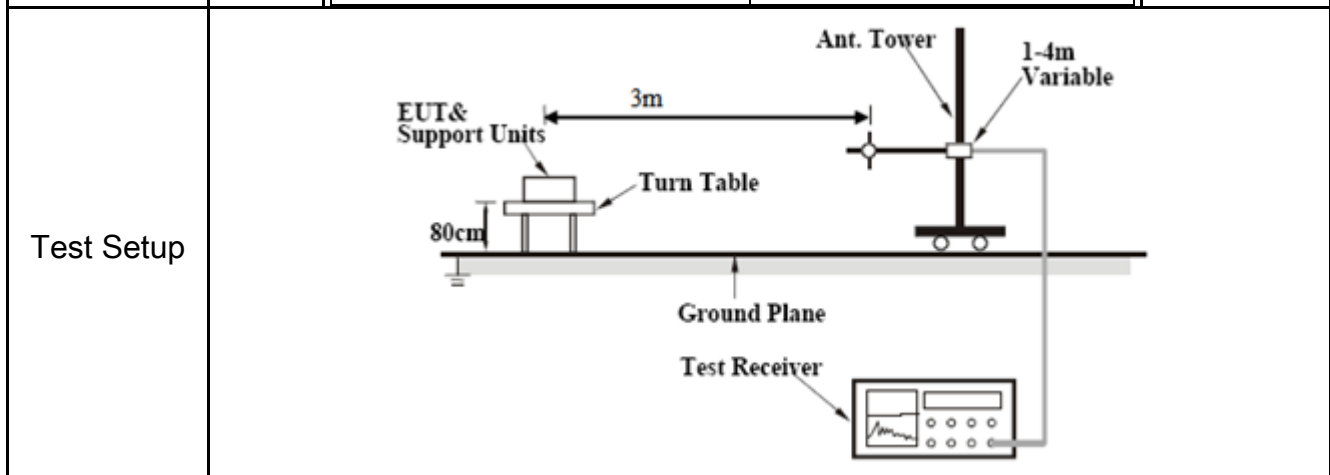 Test Setup
Ant. Tower
1-4m
Variable
3m
EUT&
Support Units
Turn Table
80cm
Ground Plane
Test Receiver